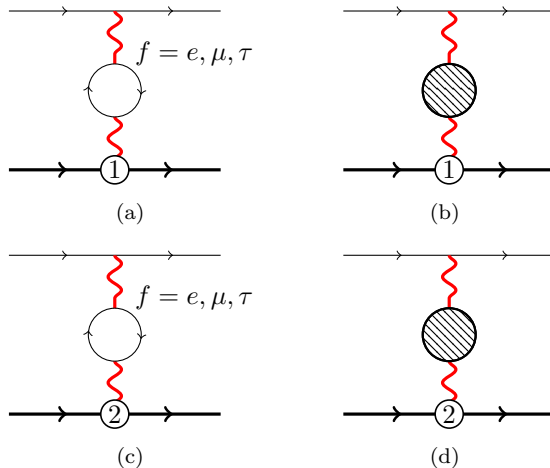 f = e, μ, τ
1
1
(a)
(b)
f = e, μ, τ
2
2
(c)
(d)